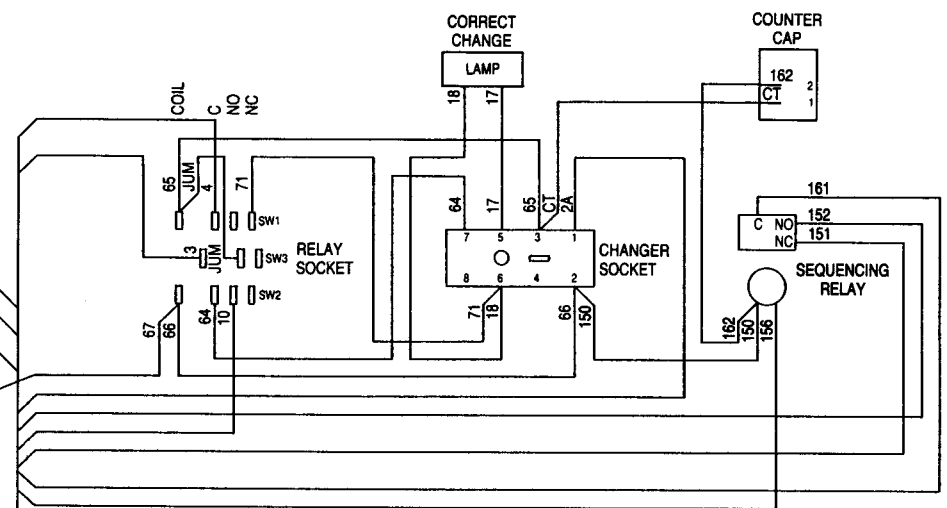 CORRECT
CHANGE
LAMP
18
17
COUNTER
CAP
162
2
CT
1
COIL
C
NO
NC
65
JUM
4
71
SW1
3
JUM
SW3
RELAY
SOCKET
SW2
67
66
64
10
64
17
65
CT
2A
7
5
3
1
8
6
4
2
CHANGER
SOCKET
71
18
66
150
161
C
NO
152
NC
151
SEQUENCING
RELAY
162
150
156